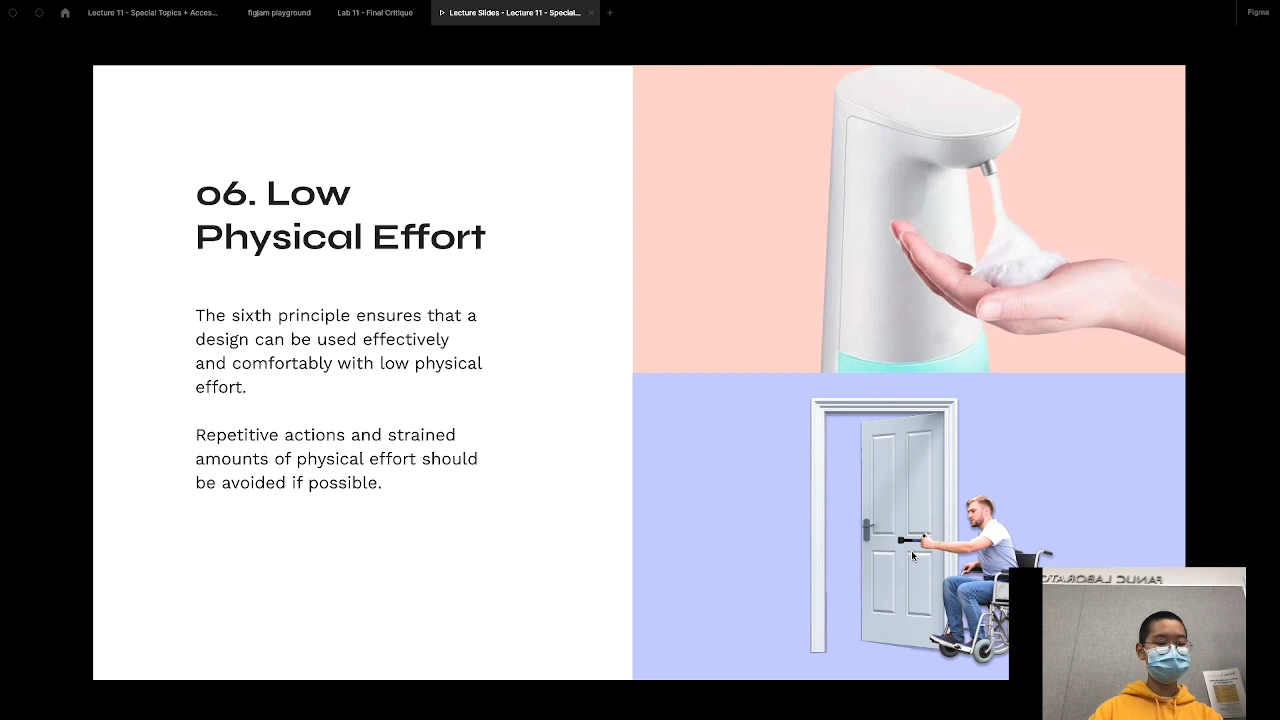 Lecture 11 - Special Topics + Acces...
figjam playground
Lab 11 - Final Critique
Lecture Slides - Lecture 11 - Special...
Figma
06. Low
Physical Effort
The sixth principle ensures that a
design can be used effectively
and comfortably with low physical
effort.
Repetitive actions and strained
amounts of physical effort should
be avoided if possible.
FANUC LABORATO